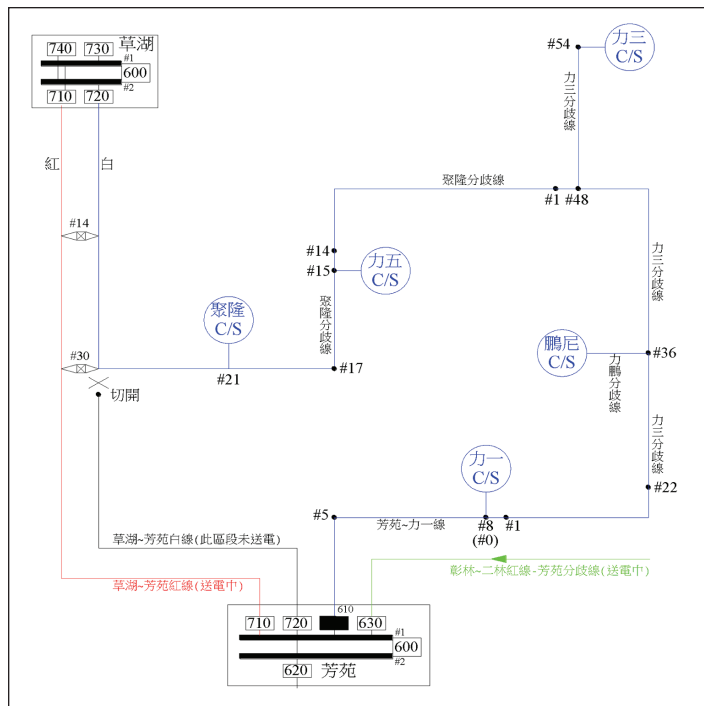 740
730
草湖
#1
600
#2
710
720
紅
白
#14
#30
切開
聚隆
C/S
#21
#17
聚隆分歧線
#14
#15
力五
C/S
聚隆分歧線
#1
#48
#54
力三
C/S
力三分歧線
力三分歧線
鵬尼
C/S
#36
力鵬分歧線
力三分歧線
#22
力一
C/S
#5
芳苑~力一線
#8
(#0)
#1
草湖~芳苑白線(此區段未送電)
草湖~芳苑紅線(送電中)
彰林~二林紅線-芳苑分歧線(送電中)
710
720
610
630
#1
600
#2
620
芳苑